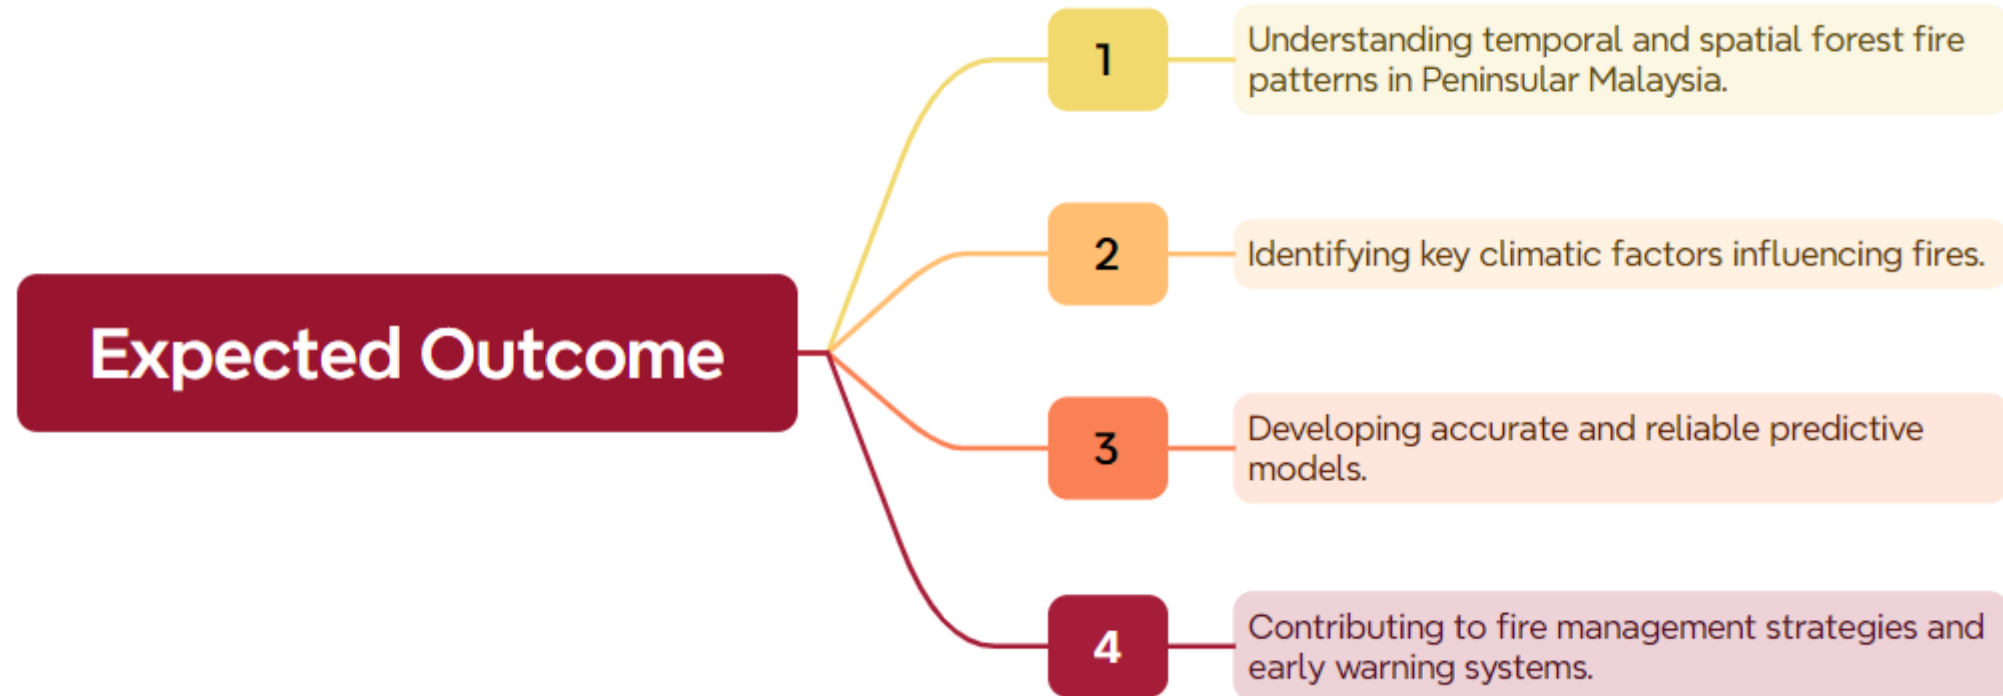 Expected Outcome
1
Understanding temporal and spatial forest fire
patterns in Peninsular Malaysia.
2
Identifying key climatic factors influencing fires.
3
Developing accurate and reliable predictive
models.
4
Contributing to fire management strategies and
early warning systems.